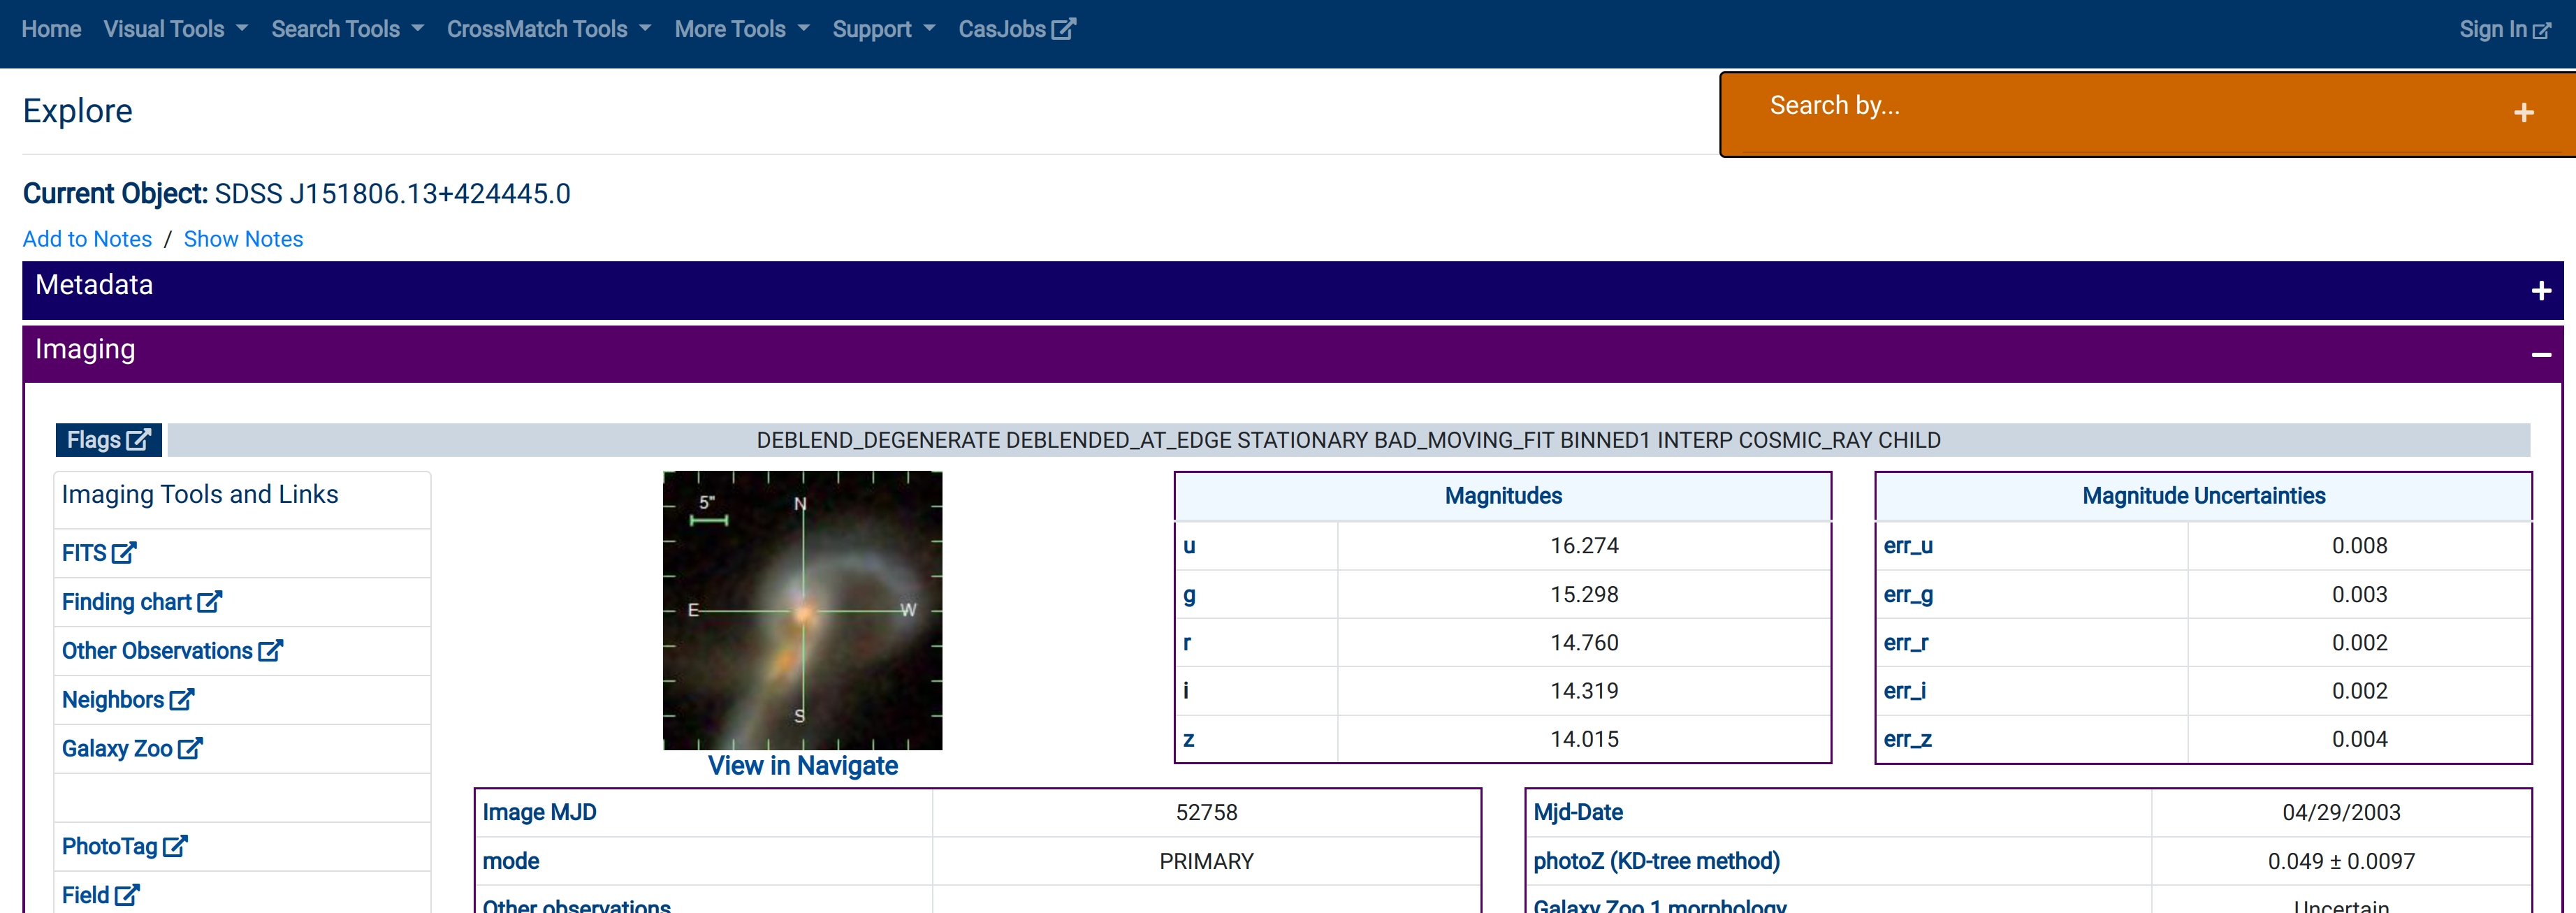 Home Visual Tools Search Tools CrossMatch Tools More Tools Support CasJobs Sign In
Explore
Search by...
+
Current Object: SDSS J151806.13+424445.0
Add to Notes / Show Notes
Metadata +
Imaging −
Flags DEBLEND_DEGENERATE DEBLENDED_AT_EDGE STATIONARY BAD_MOVING_FIT BINNED1 INTERP COSMIC_RAY CHILD
Imaging Tools and Links
FITS
Finding chart
Other Observations
Neighbors
Galaxy Zoo
PhotoTag
Field
5"
N
E W
S
View in Navigate
Magnitudes
u 16.274
g 15.298
r 14.760
i 14.319
z 14.015
Magnitude Uncertainties
err_u 0.008
err_g 0.003
err_r 0.002
err_i 0.002
err_z 0.004
Image MJD 52758
mode PRIMARY
Other observations
Mjd-Date 04/29/2003
photoZ (KD-tree method) 0.049 ± 0.0097
Galaxy Zoo 1 morphology Uncertain